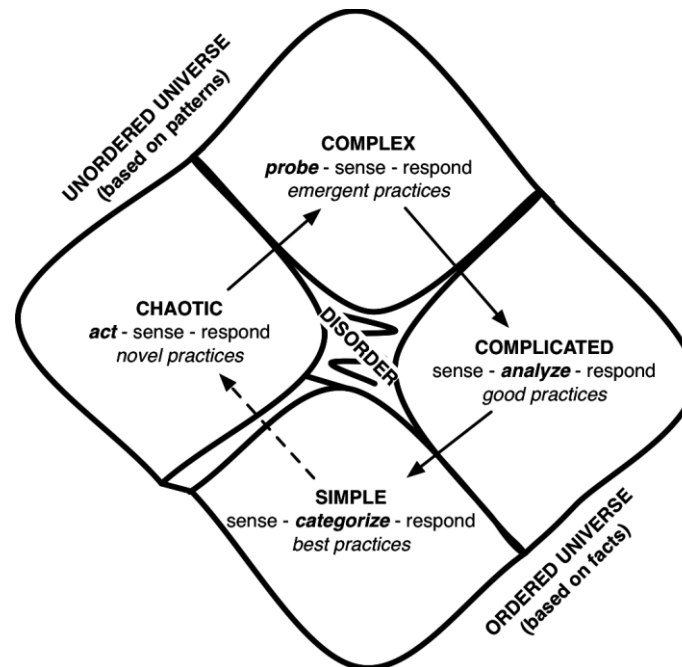 UNORDERED UNIVERSE
(based on patterns)
COMPLEX
probe - sense - respond
emergent practices
CHAOTIC
act - sense - respond
novel practices
DISORDER
COMPLICATED
sense - analyze - respond
good practices
SIMPLE
sense - categorize - respond
best practices
ORDERED UNIVERSE
(based on facts)